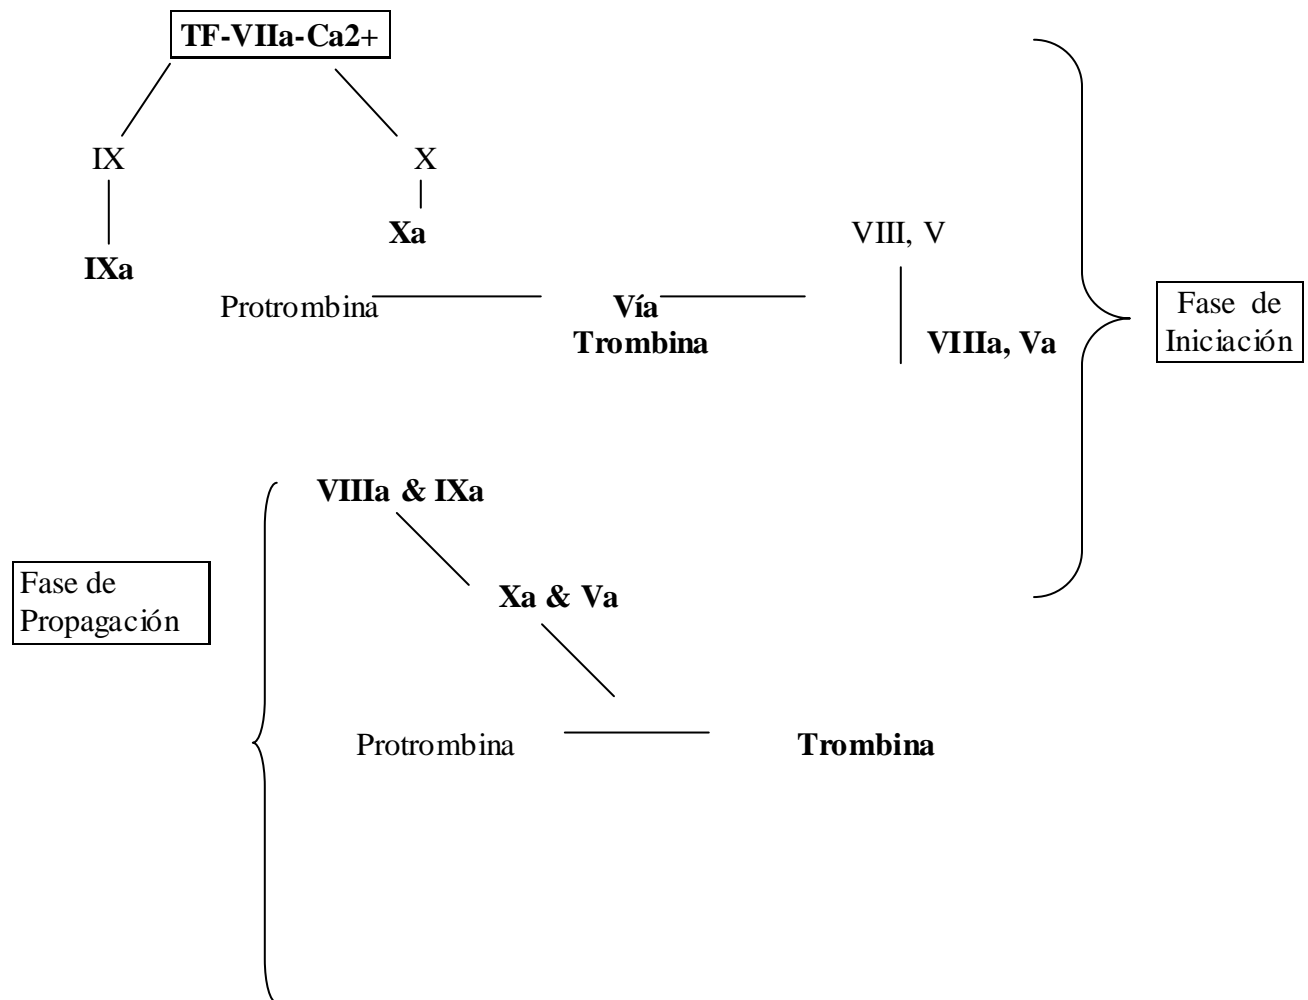 TF-VIIa-Ca2+
IX
X
Xa
IXa
VIII, V
Protrombina
Vía
Trombina
VIIIa, Va
Fase de
Iniciación
VIIIa & IXa
Fase de
Propagación
Xa & Va
Protrombina
Trombina